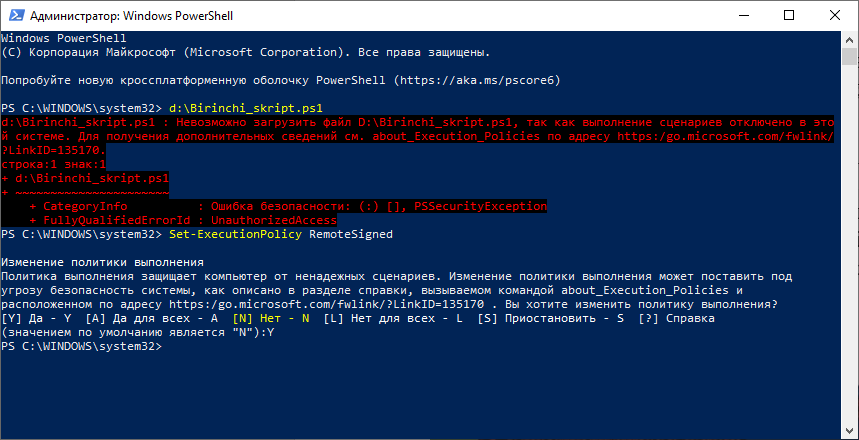 Администратор: Windows PowerShell
Windows PowerShell
(C) Корпорация Майкрософт (Microsoft Corporation). Все права защищены.
Попробуйте новую кроссплатформенную оболочку PowerShell (https://aka.ms/pscore6)
PS C:\WINDOWS\system32> d:\Birinchi_skript.ps1
d:\Birinchi_skript.ps1 : Невозможно загрузить файл D:\Birinchi_skript.ps1, так как выполнение сценариев отключено в это
й системе. Для получения дополнительных сведений см. about_Execution_Policies по адресу https:/go.microsoft.com/fwlink/
?LinkID=135170.
строка:1 знак:1
+ d:\Birinchi_skript.ps1
+ ~~~~~~~~~~~~~~~~~~~~~~
+ CategoryInfo : Ошибка безопасности: (:) [], PSSecurityException
+ FullyQualifiedErrorId : UnauthorizedAccess
PS C:\WINDOWS\system32> Set-ExecutionPolicy RemoteSigned
Изменение политики выполнения
Политика выполнения защищает компьютер от ненадежных сценариев. Изменение политики выполнения может поставить под
угрозу безопасность системы, как описано в разделе справки, вызываемом командой about_Execution_Policies и
расположенном по адресу https:/go.microsoft.com/fwlink/?LinkID=135170 . Вы хотите изменить политику выполнения?
[Y] Да - Y [A] Да для всех - A [N] Нет - N [L] Нет для всех - L [S] Приостановить - S [?] Справка
(значением по умолчанию является "N"):Y
PS C:\WINDOWS\system32>